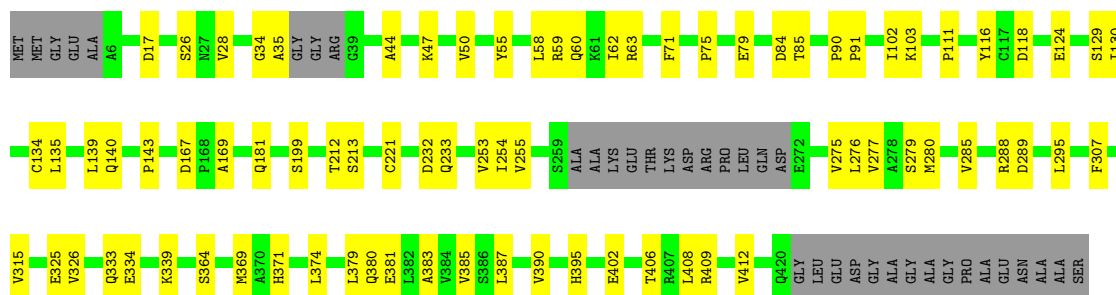 MET MET GLY GLU ALA A6 D17 S26 N27 V28 G34 A35 GLY GLY ARG G39 A44 K47 V50 Y55 L58 R59 Q60 K61 I62 R63 F71 P75 E79 D84 T85 P90 P91 I102 K103 P111 Y116 C117 D118 E124 S129 I130
C134 L135 L139 Q140 P143 D167 P168 A169 Q181 S199 T212 S213 C221 D232 Q233 V253 I254 V255 S259 ALA ALA LYS GLU THR LYS ASP ARG PRO LEU GLN ASP E272 V275 L276 V277 A278 S279 M280 V285 R288 D289 L295 F307
V315 E325 V326 Q333 E334 K339 S364 M369 A370 H371 L374 L379 Q380 E381 L382 A383 V384 V385 S386 L387 V390 H395 E402 T406 R407 L408 R409 V412 Q420 GLY LEU GLU ASP GLY ALA GLY ALA GLY PRO ALA GLU ASN ALA ALA SER